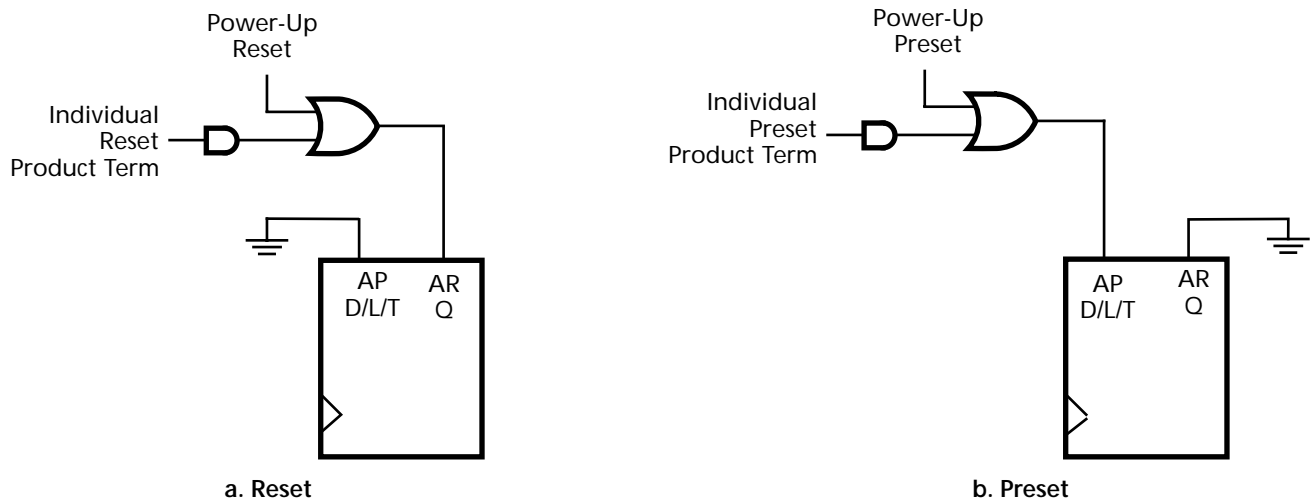 Power-Up
Reset
Individual
Reset
Product Term
AP
AR
D/L/T
Q
a. Reset
Power-Up
Preset
Individual
Preset
Product Term
AP
AR
D/L/T
Q
b. Preset